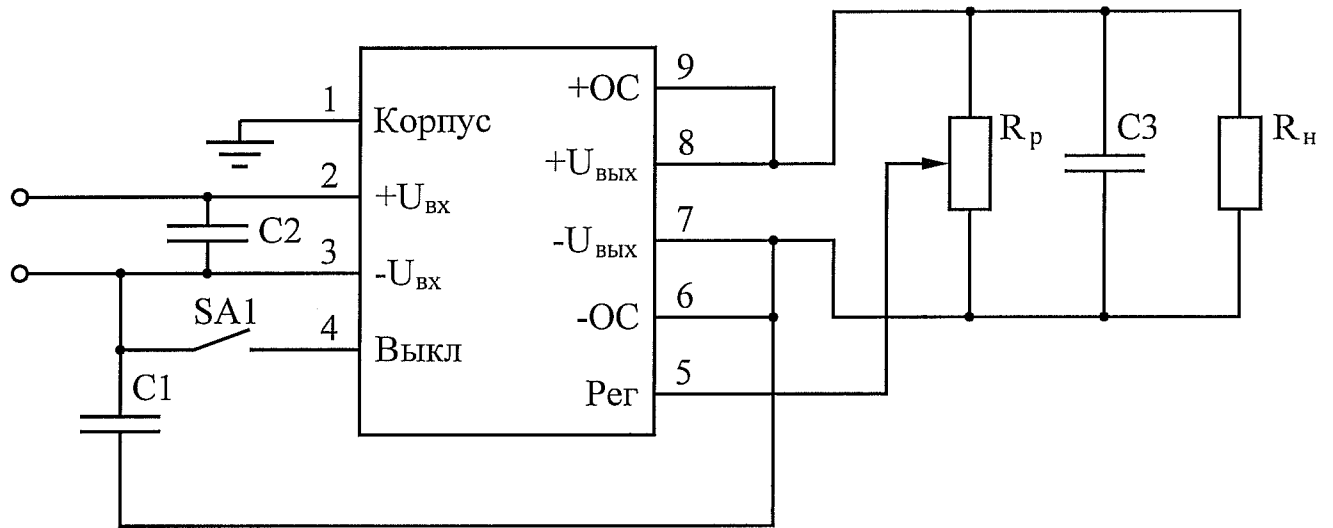 1
Корпус
2
+Uвх
C2
3
-Uвх
SA1
4
Выкл
C1
9
+ОС
8
+Uвых
7
-Uвых
6
-ОС
5
Рег
Rр
C3
Rн